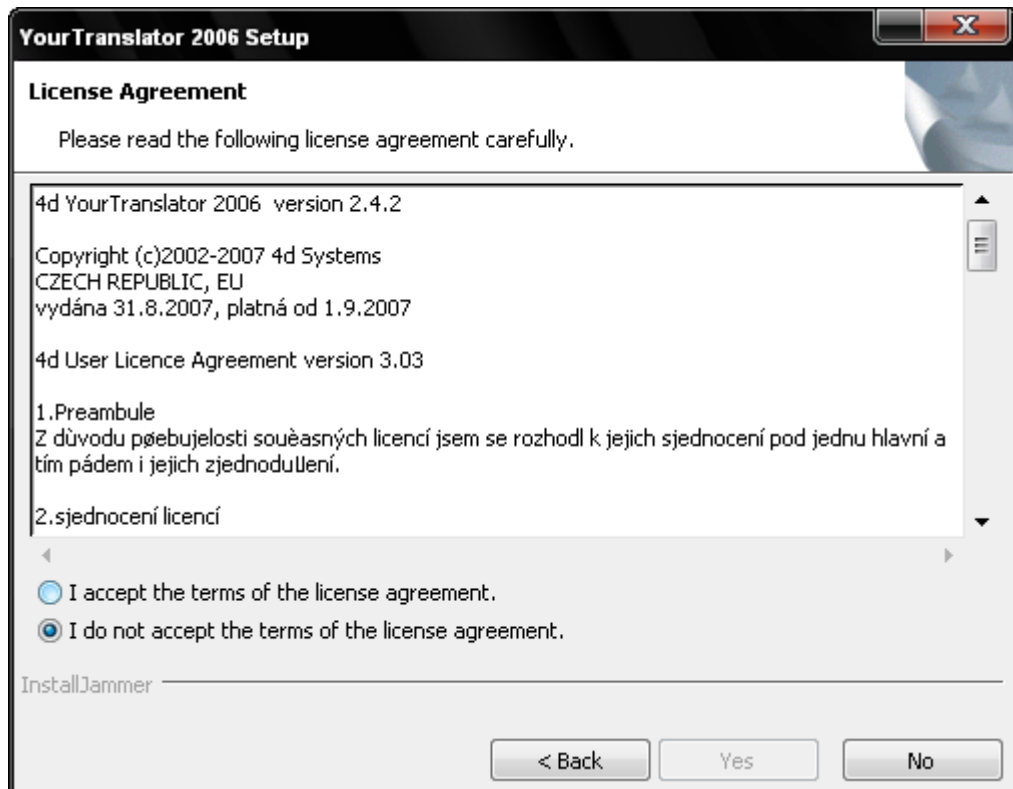 YourTranslator 2006 Setup
License Agreement
Please read the following license agreement carefully.
4d YourTranslator 2006 version 2.4.2
Copyright (c)2002-2007 4d Systems
CZECH REPUBLIC, EU
vydána 31.8.2007, platná od 1.9.2007
4d User Licence Agreement version 3.03
1.Preambule
Z dùvodu pøebujelosti souèasných licencí jsem se rozhodl k jejich sjednocení pod jednu hlavní a
tím pádem i jejich
2.sjednocení licencí
I accept the terms of the license agreement.
I do not accept the terms of the license agreement.
InstallJammer
< Back
Yes
No